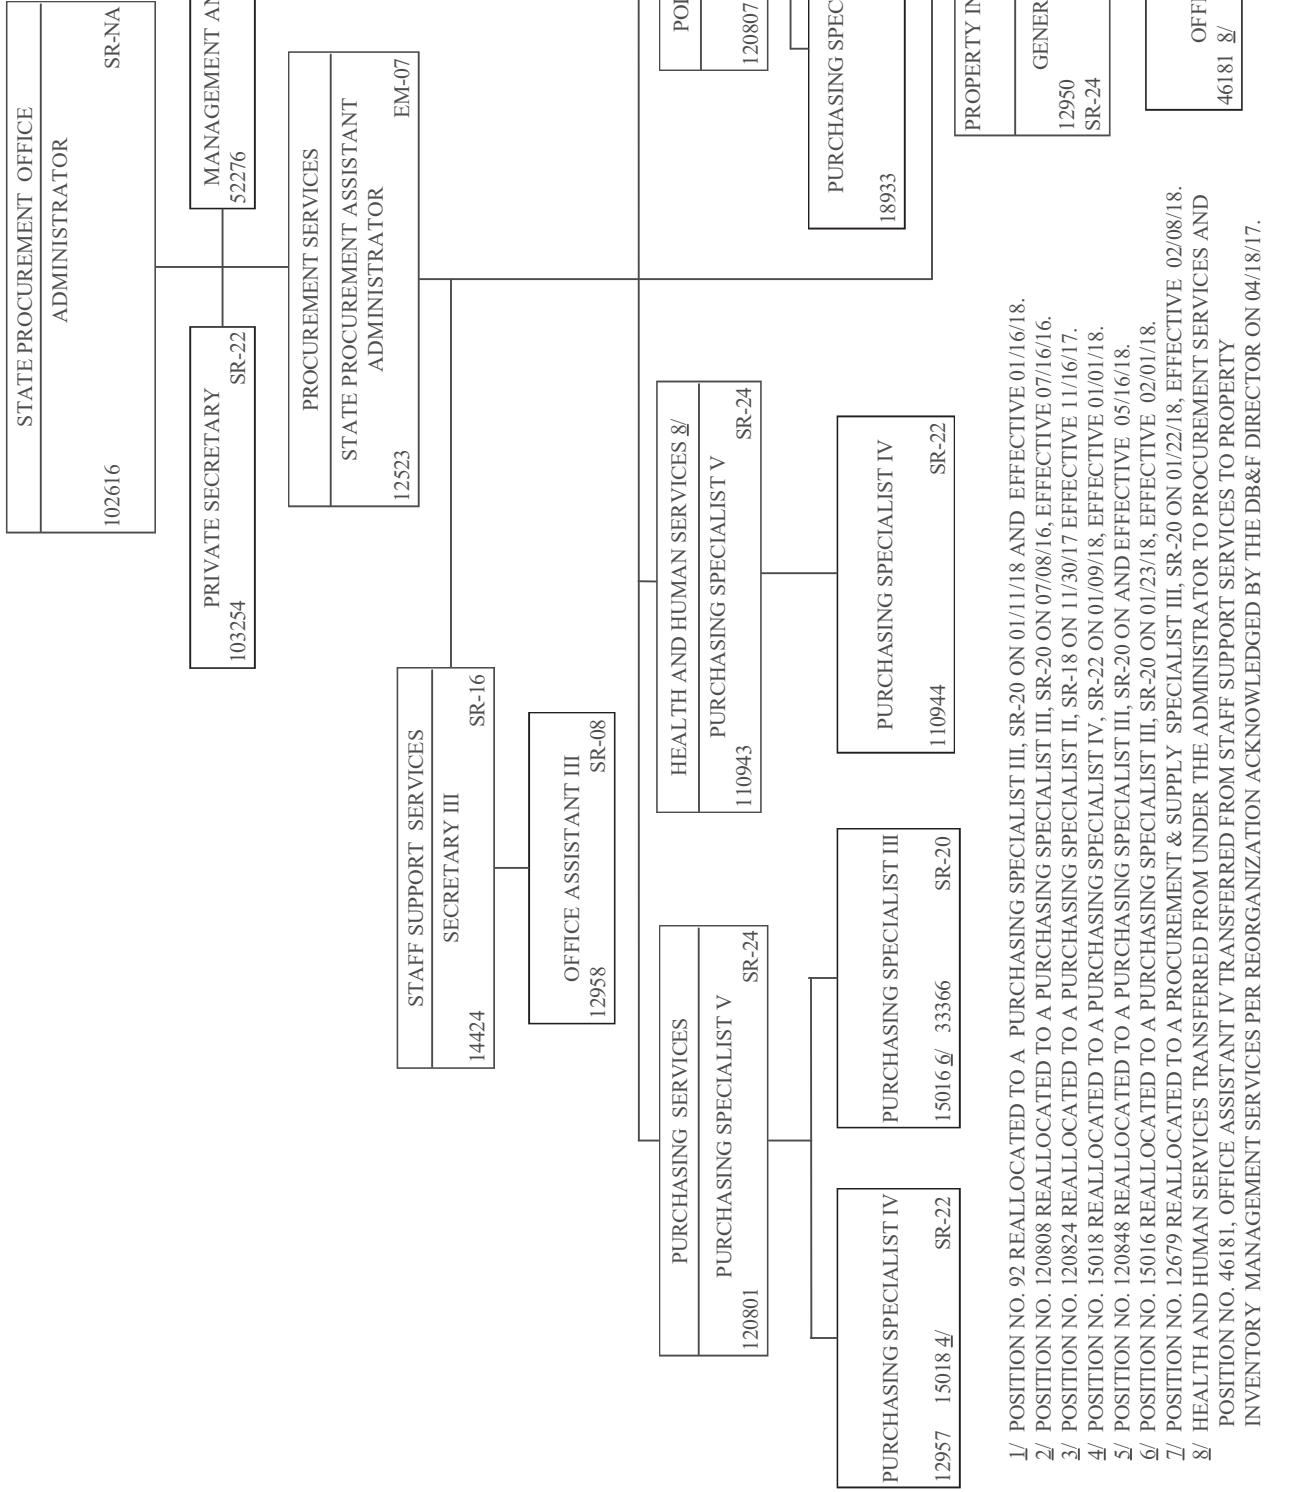 STATE PROCUREMENT OFFICE
ADMINISTRATOR
102616 SR-NA
PRIVATE SECRETARY
103254 SR-22
MANAGEMENT AN
52276
PROCUREMENT SERVICES
STATE PROCUREMENT ASSISTANT
ADMINISTRATOR
12523 EM-07
STAFF SUPPORT SERVICES
SECRETARY III
14424 SR-16
OFFICE ASSISTANT III
12958 SR-08
PURCHASING SERVICES
PURCHASING SPECIALIST V
120801 SR-24
PURCHASING SPECIALIST IV
12957 15018 4/ SR-22
PURCHASING SPECIALIST III
15016 6/ 33366 SR-20
HEALTH AND HUMAN SERVICES 8/
PURCHASING SPECIALIST V
110943 SR-24
PURCHASING SPECIALIST IV
110944 SR-22
120807
PURCHASING SPEC
18933
PROPERTY IN
GENER
12950
SR-24
OFFI
46181 8/
1/ POSITION NO. 92 REALLOCATED TO A PURCHASING SPECIALIST III, SR-20 ON 01/11/18 AND EFFECTIVE 01/16/18.
2/ POSITION NO. 120808 REALLOCATED TO A PURCHASING SPECIALIST III, SR-20 ON 07/08/16, EFFECTIVE 07/16/16.
3/ POSITION NO. 120824 REALLOCATED TO A PURCHASING SPECIALIST II, SR-18 ON 11/30/17 EFFECTIVE 11/16/17.
4/ POSITION NO. 15018 REALLOCATED TO A PURCHASING SPECIALIST IV, SR-22 ON 01/09/18, EFFECTIVE 01/01/18.
5/ POSITION NO. 120848 REALLOCATED TO A PURCHASING SPECIALIST III, SR-20 ON AND EFFECTIVE 05/16/18.
6/ POSITION NO. 15016 REALLOCATED TO A PURCHASING SPECIALIST III, SR-20 ON 01/23/18, EFFECTIVE 02/01/18.
7/ POSITION NO. 12679 REALLOCATED TO A PROCUREMENT & SUPPLY SPECIALIST III, SR-20 ON 01/22/18, EFFECTIVE 02/08/18.
8/ HEALTH AND HUMAN SERVICES TRANSFERRED FROM UNDER THE ADMINISTRATOR TO PROCUREMENT SERVICES AND
POSITION NO. 46181, OFFICE ASSISTANT IV TRANSFERRED FROM STAFF SUPPORT SERVICES TO PROPERTY
INVENTORY MANAGEMENT SERVICES PER REORGANIZATION ACKNOWLEDGED BY THE DB&F DIRECTOR ON 04/18/17.